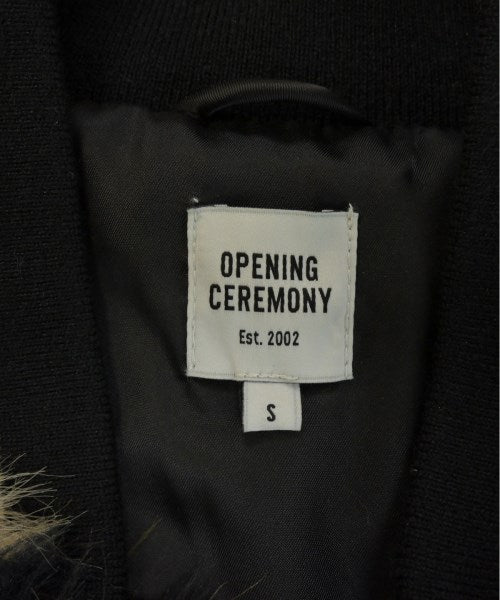 OPENING
CEREMONY
Est. 2002
S